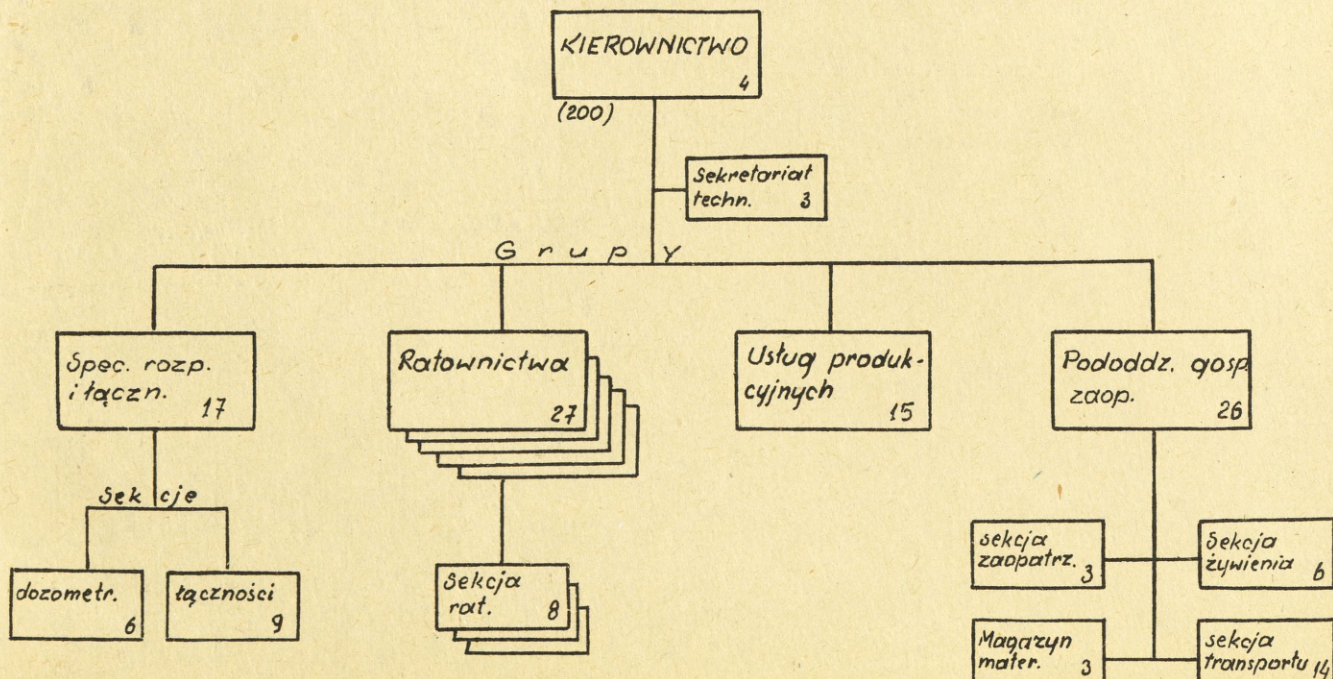 KIEROWNICTWO
4
(200)
Sekretariat
techn. 3
Grupy
Spec. rozp.
i łączn.
17
Ratownictwa
27
Usług produk-
cyjnych
15
Pododdz. gosp.
zaop.
26
Sekcje
dozometr.
6
łączności
9
Sekcja
rat. 8
sekcja
zaopatrz. 3
Sekcja
żywienia 6
Magazyn
mater. 3
sekcja
transportu 14